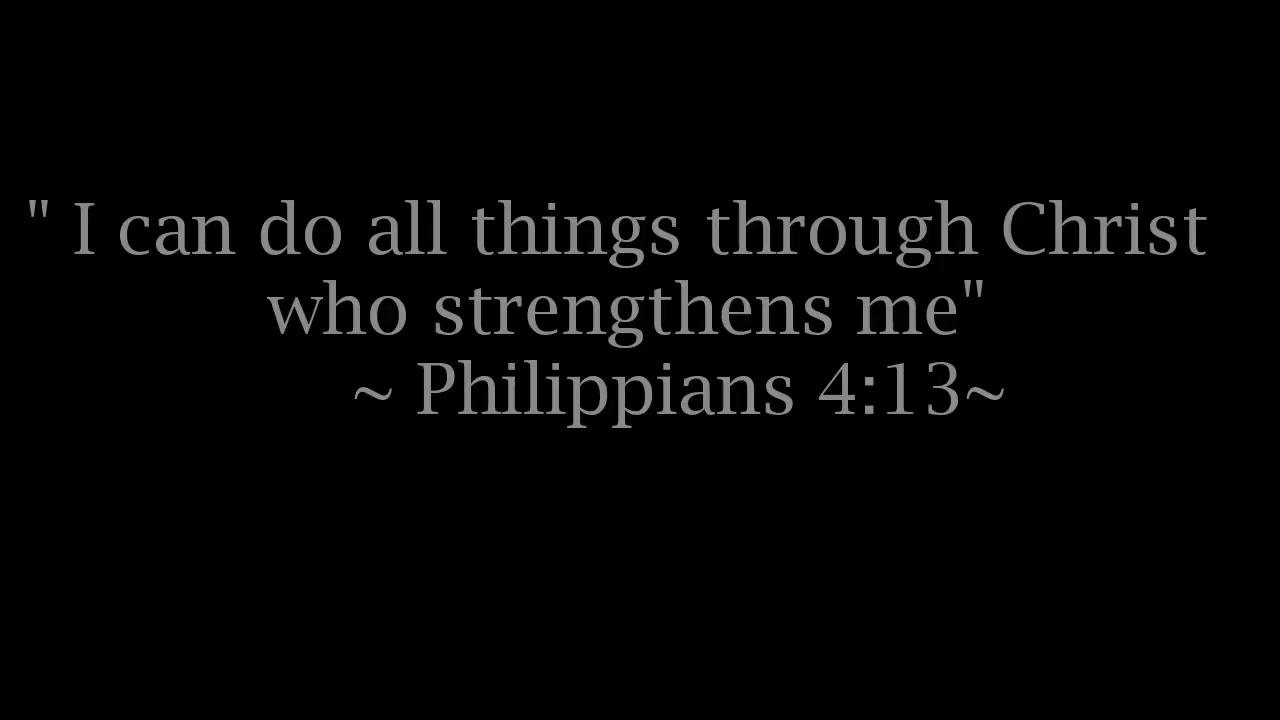 " I can do all things through Christ
who strengthens me"
~ Philippians 4:13~